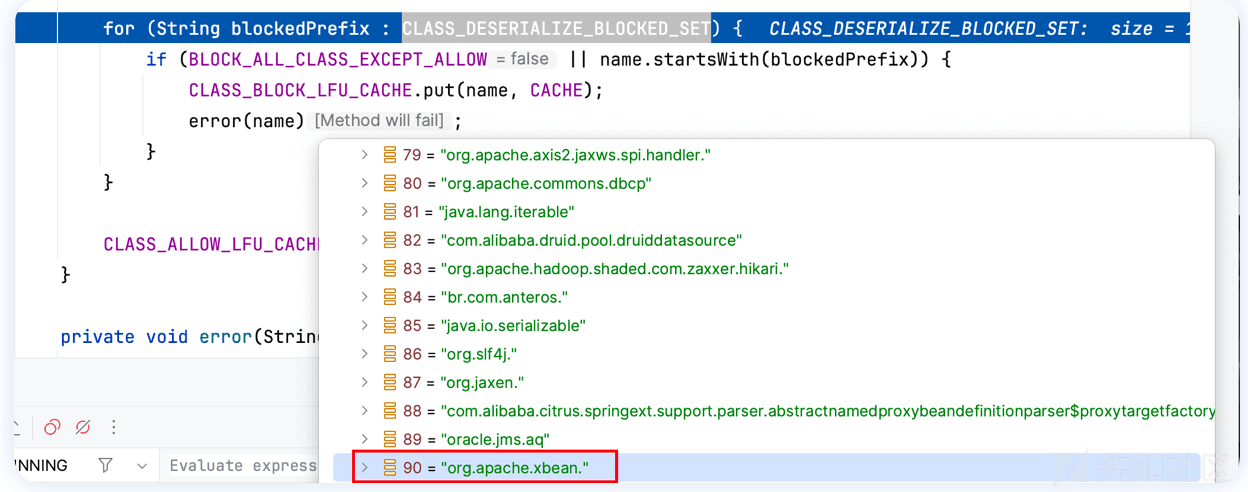 for (String blockedPrefix : CLASS_DESERIALIZE_BLOCKED_SET) { CLASS_DESERIALIZE_BLOCKED_SET: size = 1
if (BLOCK_ALL_CLASS_EXCEPT_ALLOW = false || name.startsWith(blockedPrefix)) {
CLASS_BLOCK_LFU_CACHE.put(name, CACHE);
error(name) [Method will fail] ;
}
}
CLASS_ALLOW_LFU_CACHE
}
private void error(String
79 = "org.apache.axis2.jaxws.spi.handler."
80 = "org.apache.commons.dbcp"
81 = "java.lang.iterable"
82 = "com.alibaba.druid.pool.druiddatasource"
83 = "org.apache.hadoop.shaded.com.zaxxer.hikari."
84 = "br.com.anteros."
85 = "java.io.serializable"
86 = "org.slf4j."
87 = "org.jaxen."
88 = "com.alibaba.citrus.springext.support.parser.abstractnamedproxybeandefinitionparser$proxytargetfactory
89 = "oracle.jms.aq"
90 = "org.apache.xbean."
NNING
Evaluate express